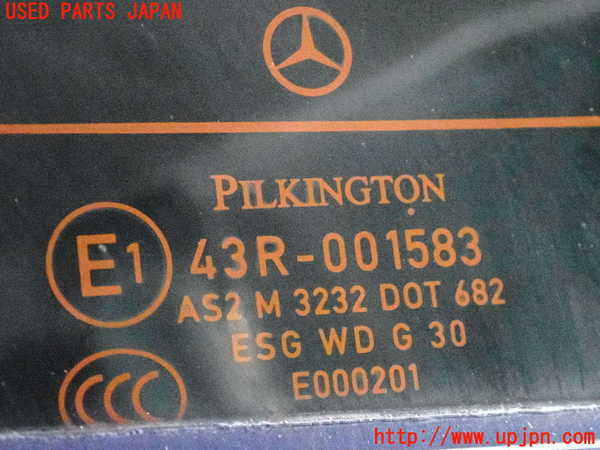 USED PARTS JAPAN
PILKINGTON
E1 43R-001583
AS2 M 3232 DOT 682
ESG WD G 30
E000201
CCC
http://www.upjpn.com/